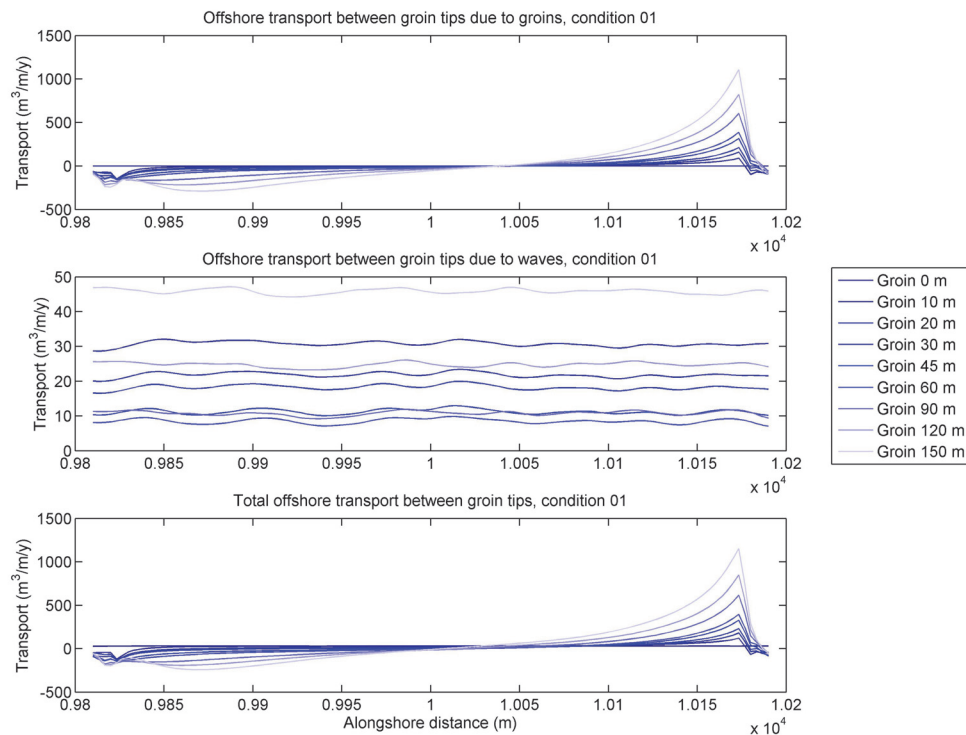 Offshore transport between groin tips due to groins, condition 01
1500
1000
500
0
-500
Transport (m3/m/y)
0.98 0.985 0.99 0.995 1 1.005 1.01 1.015 1.02
x 10^4
Offshore transport between groin tips due to waves, condition 01
50
40
30
20
10
0
Transport (m3/m/y)
0.98 0.985 0.99 0.995 1 1.005 1.01 1.015 1.02
x 10^4
Groin 0 m
Groin 10 m
Groin 20 m
Groin 30 m
Groin 45 m
Groin 60 m
Groin 90 m
Groin 120 m
Groin 150 m
Total offshore transport between groin tips, condition 01
1500
1000
500
0
-500
Transport (m3/m/y)
0.98 0.985 0.99 0.995 1 1.005 1.01 1.015 1.02
Alongshore distance (m)
x 10^4